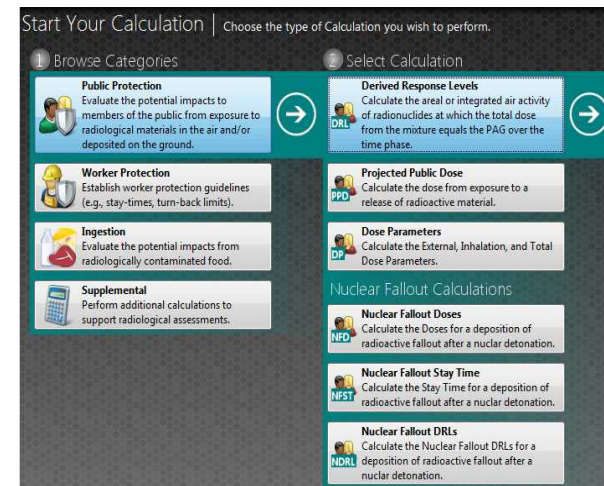 Start Your Calculation | Choose the type of Calculation you wish to perform.
1 Browse Categories
Public Protection
Evaluate the potential impacts to
members of the public from exposure to
radiological materials in the air and/or
deposited on the ground.
Worker Protection
Establish worker protection guidelines
(e.g., stay-times, turn-back limits).
Ingestion
Evaluate the potential impacts from
radiologically contaminated food.
Supplemental
Perform additional calculations to
support radiological assessments.
2 Select Calculation
DRL
Derived Response Levels
Calculate the areal or integrated air activity
of radionuclides at which the total dose
from the mixture equals the PAG over the
time phase.
PPD
Projected Public Dose
Calculate the dose from exposure to a
release of radioactive material.
DP
Dose Parameters
Calculate the External, Inhalation, and Total
Dose Parameters.
Nuclear Fallout Calculations
NFD
Nuclear Fallout Doses
Calculate the Doses for a deposition of
radioactive fallout after a nuclar detonation.
NFST
Nuclear Fallout Stay Time
Calculate the Stay Time for a deposition of
radioactive fallout after a nuclar detonation.
NDRL
Nuclear Fallout DRLs
Calculate the Nuclear Fallout DRLs for a
deposition of radioactive fallout after a
nuclar detonation.